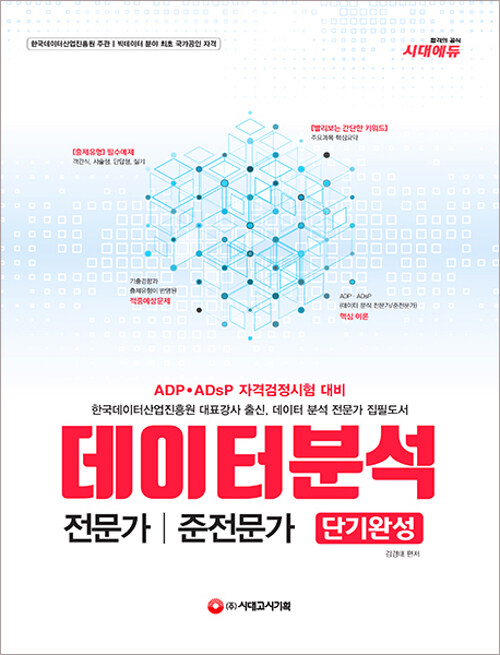 한국데이터산업진흥원 주관 | 빅데이터 분야 최초 국가공인 자격
합격의 공식
시대에듀
[빨리보는 간단한 키워드]
주요과목 핵심요약
[출제유형] 필수예제
객관식, 서술형, 단답형, 실기
기출경향과
출제유형이 반영된
적중예상문제
ADP · ADsP
(데이터 분석 전문가/준전문가)
핵심 이론
ADP • ADsP 자격검정시험 대비
한국데이터산업진흥원 대표강사 출신, 데이터 분석 전문가 집필도서
데이터분석
전문가 | 준전문가 단기완성
김경태 편저
(주)시대고시기획